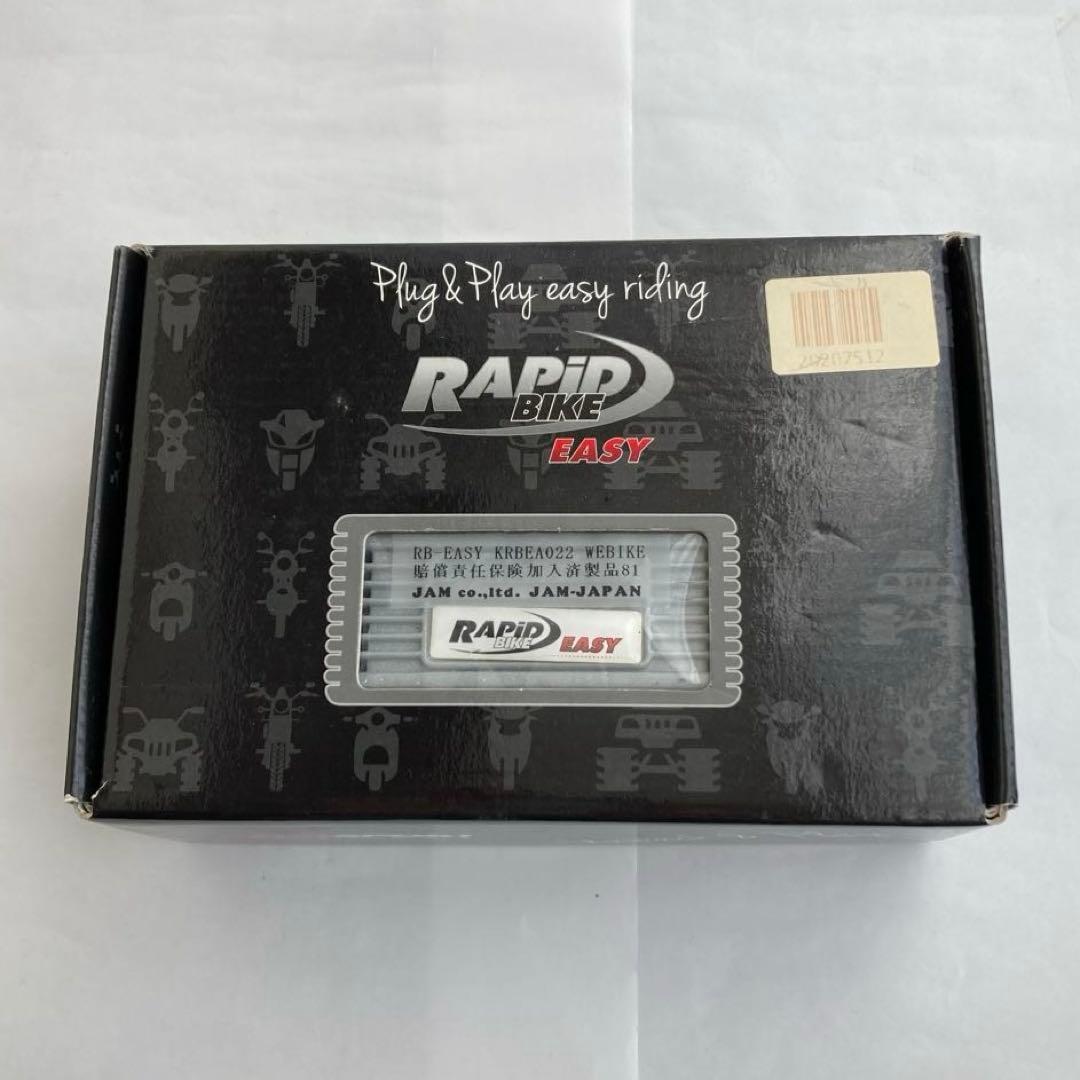 Plug & Play easy riding
RAPiD
BIKE
EASY
RB-EASY KRBEA022 WEBIKE
賠償責任保険加入済製品81
JAM co.,ltd. JAM-JAPAN
RAPiD
BIKE
EASY